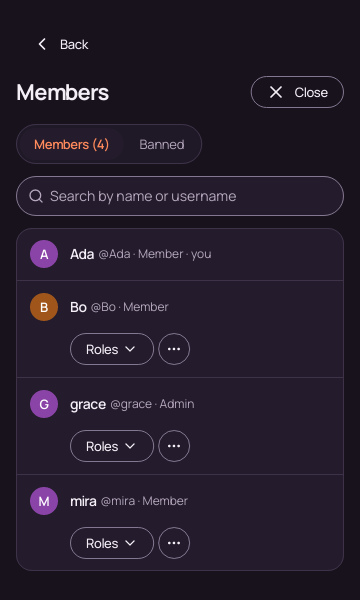 Back
Members
Close
Members (4)
Banned
Search by name or username
A
Ada @Ada · Member · you
B
Bo @Bo · Member
Roles
G
grace @grace · Admin
Roles
M
mira @mira · Member
Roles